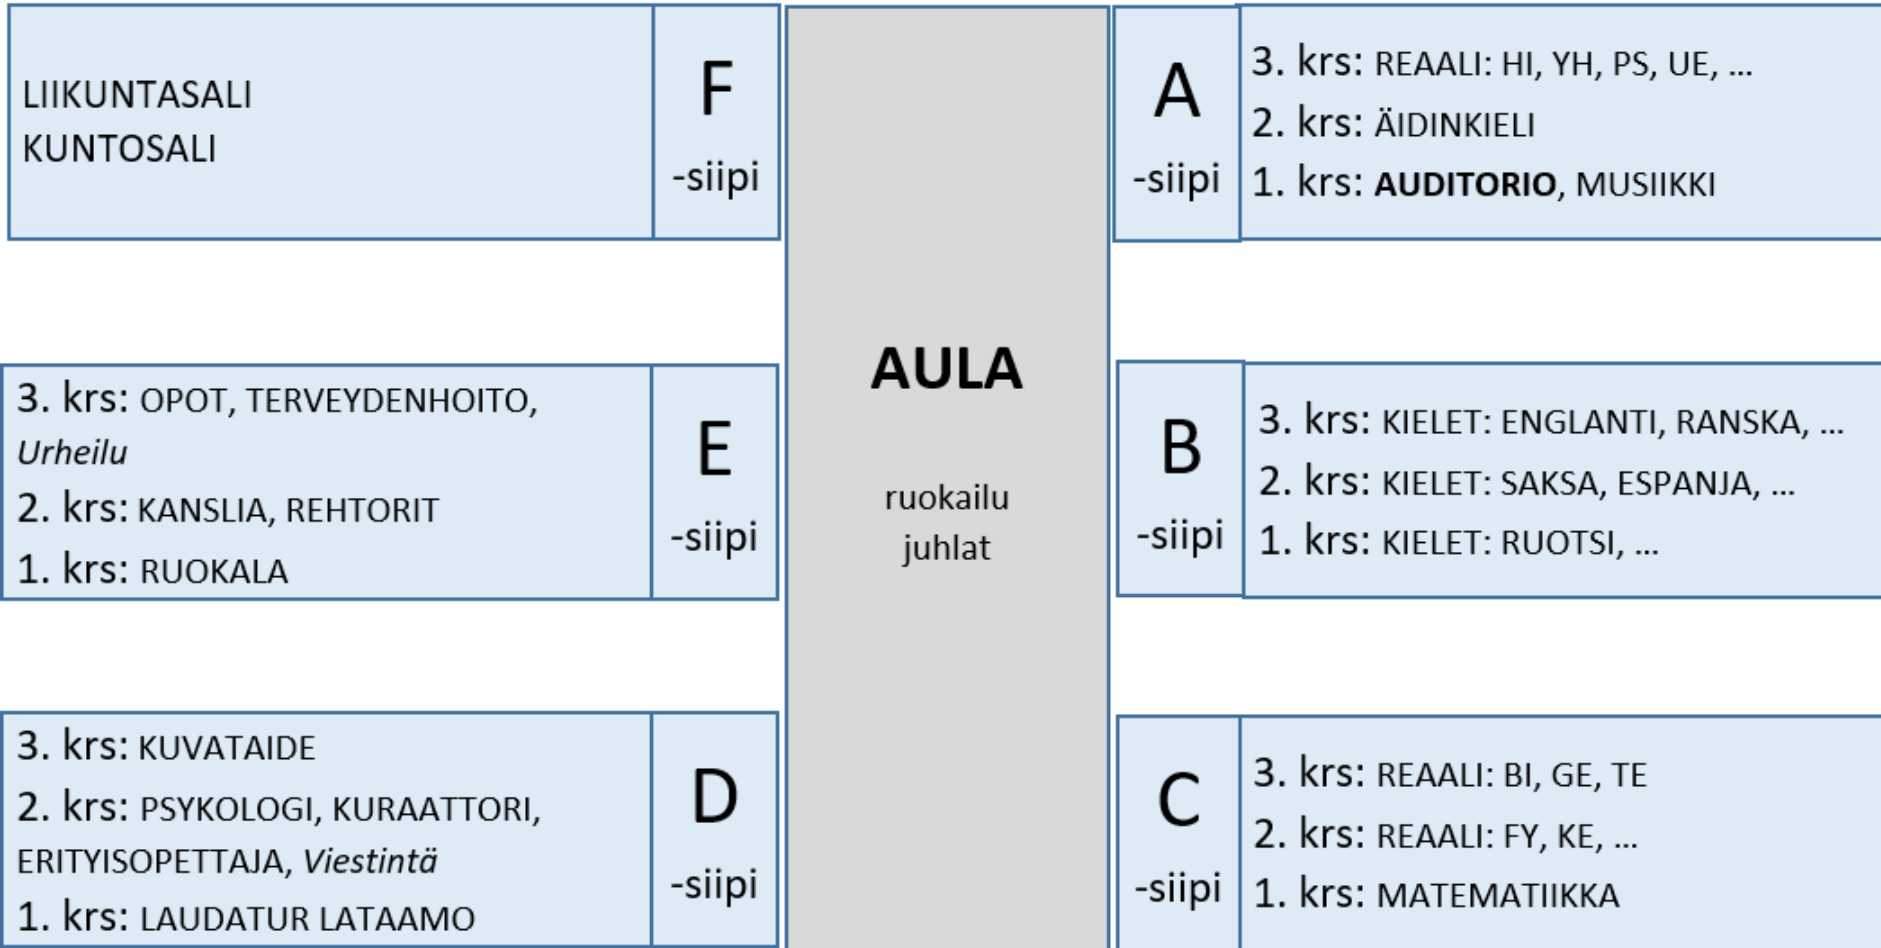 LIIKUNTASALI
KUNTOSALI
F
-siipi
3. krs: OPOT, TERVEYDENHOITO,
Urheilu
2. krs: KANSLIA, REHTORIT
1. krs: RUOKALA
E
-siipi
3. krs: KUVATAIDE
2. krs: PSYKOLOGI, KURAATTORI,
ERITYISOPETTAJA, Viestintä
1. krs: LAUDATUR LATAAMO
D
-siipi
AULA
ruokailu
juhlat
A
-siipi
3. krs: REAALI: HI, YH, PS, UE, ...
2. krs: ÄIDINKIELI
1. krs: AUDITORIO, MUSIIKKI
B
-siipi
3. krs: KIELET: ENGLANTI, RANSKA, ...
2. krs: KIELET: SAKSA, ESPANJA, ...
1. krs: KIELET: RUOTSI, ...
C
-siipi
3. krs: REAALI: BI, GE, TE
2. krs: REAALI: FY, KE, ...
1. krs: MATEMATIIKKA